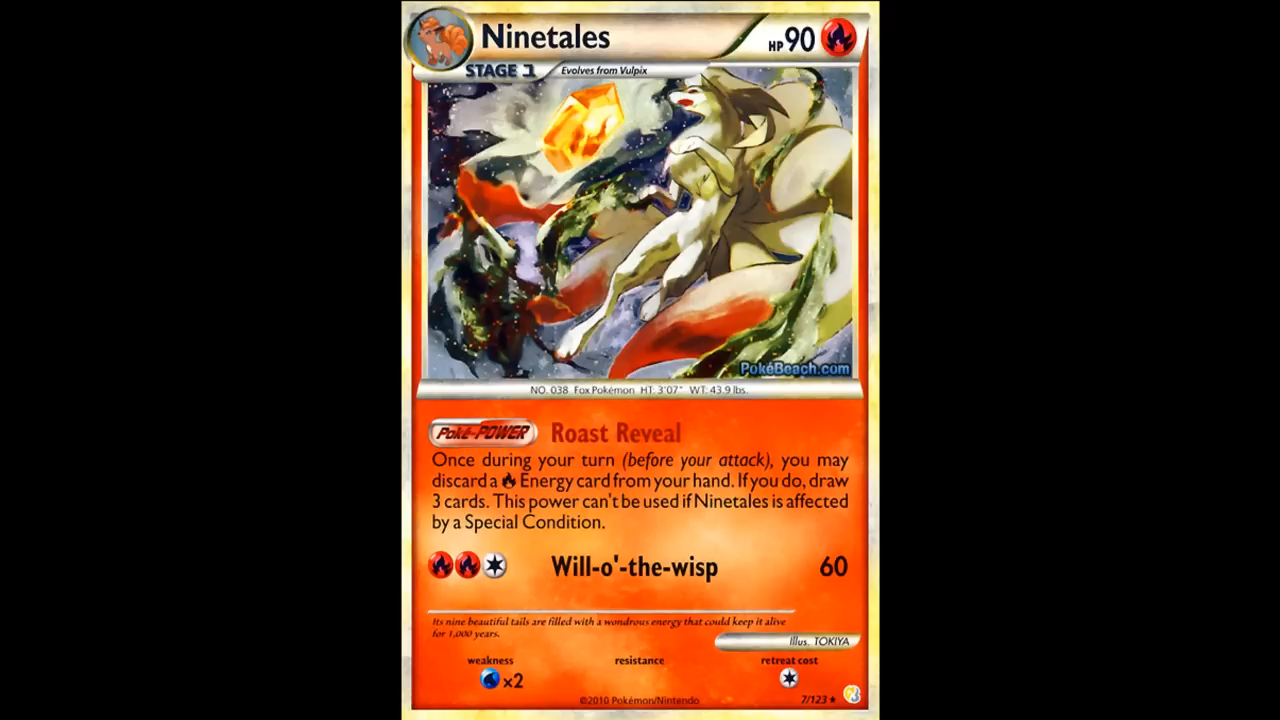 Ninetales
HP 90
STAGE 1
Evolves from Vulpix
PokéBeach.com
NO. 038 Fox Pokémon HT: 3'07" WT: 43.9 lbs.
Poké-POWER Roast Reveal
Once during your turn (before your attack), you may
discard a Energy card from your hand. If you do, draw
3 cards. This power can't be used if Ninetales is affected
by a Special Condition.
Will-o'-the-wisp 60
Its nine beautiful tails are filled with a wondrous energy that could keep it alive
for 1,000 years.
Illus. TOKIYA
weakness resistance retreat cost
×2
©2010 Pokémon/Nintendo 7/123 ★